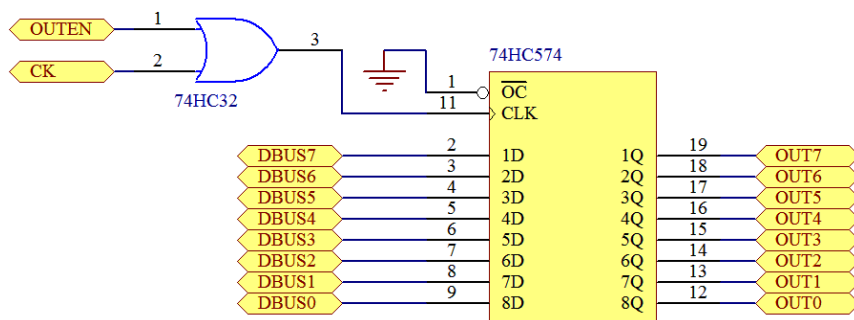 OUTEN 1
3
CK 2
74HC32
74HC574
1 OC
11 CLK
DBUS7 2 1D 1Q 19 OUT7
DBUS6 3 2D 2Q 18 OUT6
DBUS5 4 3D 3Q 17 OUT5
DBUS4 5 4D 4Q 16 OUT4
DBUS3 6 5D 5Q 15 OUT3
DBUS2 7 6D 6Q 14 OUT2
DBUS1 8 7D 7Q 13 OUT1
DBUS0 9 8D 8Q 12 OUT0